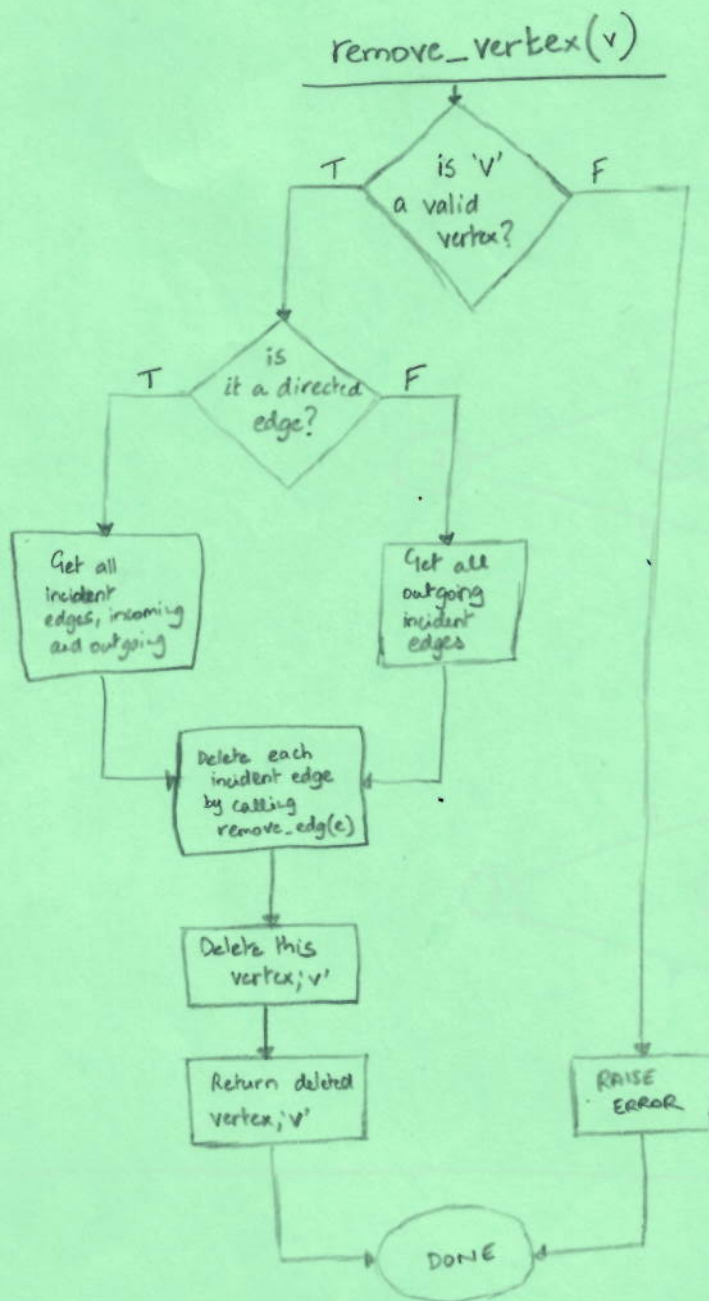 remove_vertex(v)
T
is 'v'
a valid
vertex?
F
T
is
it a directed
edge?
F
Get all
incident
edges, incoming
and outgoing
Get all
outgoing
incident
edges
Delete each
incident edge
by calling
remove_edg(e)
Delete this
vertex, 'v'
Return deleted
vertex, 'v'
RAISE
ERROR
DONE